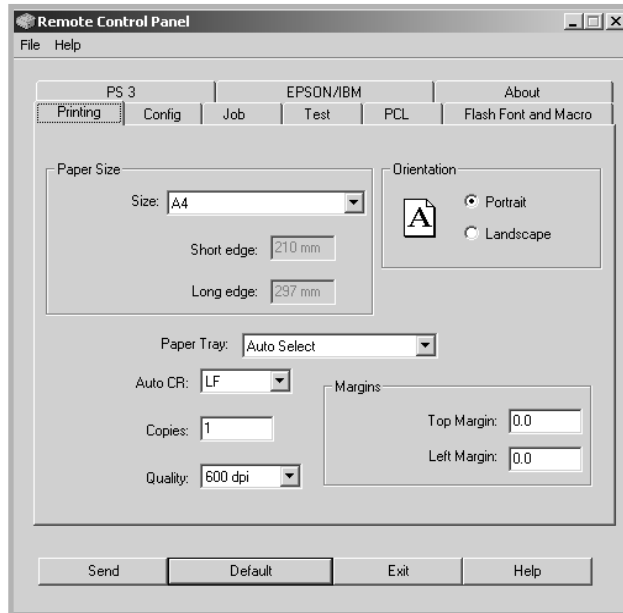 Remote Control Panel
File Help
PS 3 EPSON/IBM About
Printing Config Job Test PCL Flash Font and Macro
Paper Size
Size: A4
Short edge: 210 mm
Long edge: 297 mm
Orientation
A
Portrait
Landscape
Paper Tray: Auto Select
Auto CR: LF
Copies: 1
Quality: 600 dpi
Margins
Top Margin: 0.0
Left Margin: 0.0
Send Default Exit Help